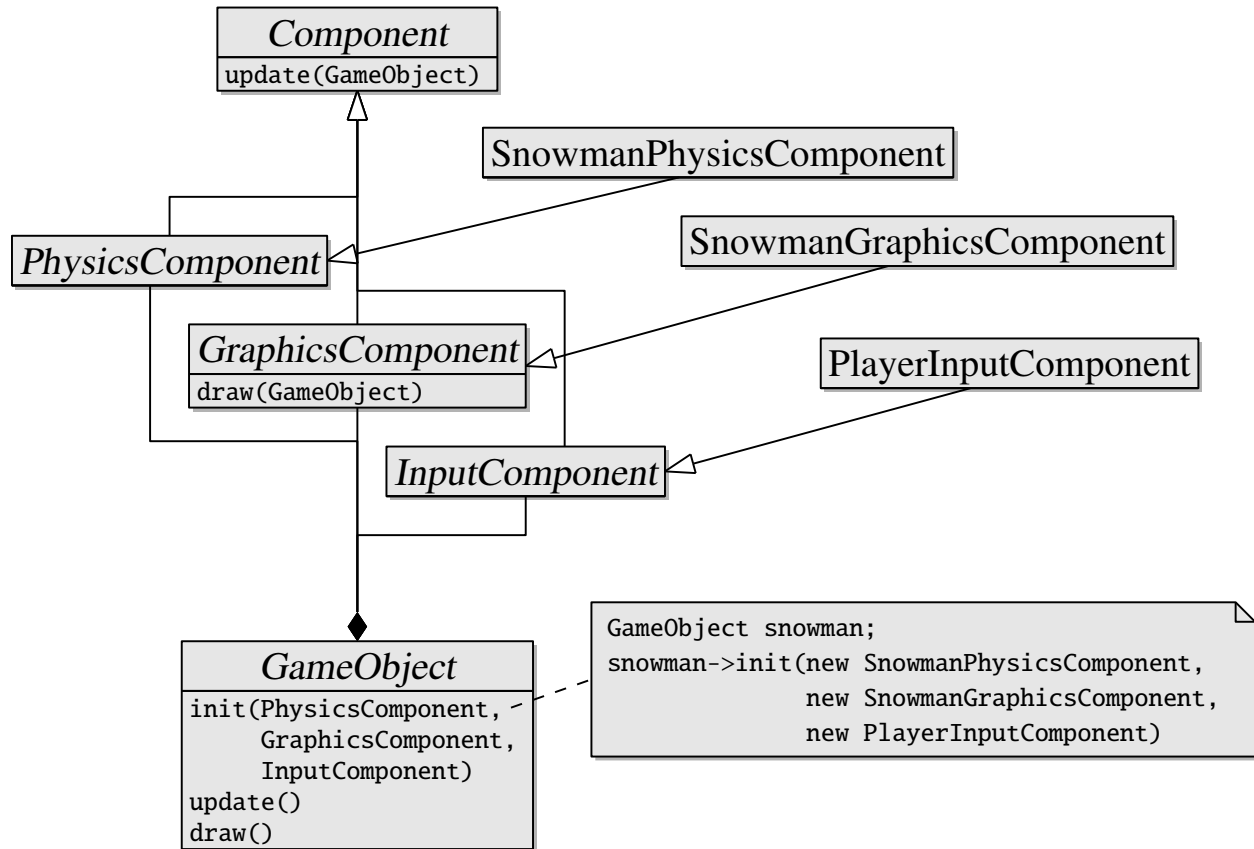 Component
update(GameObject)
SnowmanPhysicsComponent
PhysicsComponent
SnowmanGraphicsComponent
GraphicsComponent
draw(GameObject)
PlayerInputComponent
InputComponent
GameObject
init(PhysicsComponent,
GraphicsComponent,
InputComponent)
update()
draw()
GameObject snowman;
snowman->init(new SnowmanPhysicsComponent,
new SnowmanGraphicsComponent,
new PlayerInputComponent)